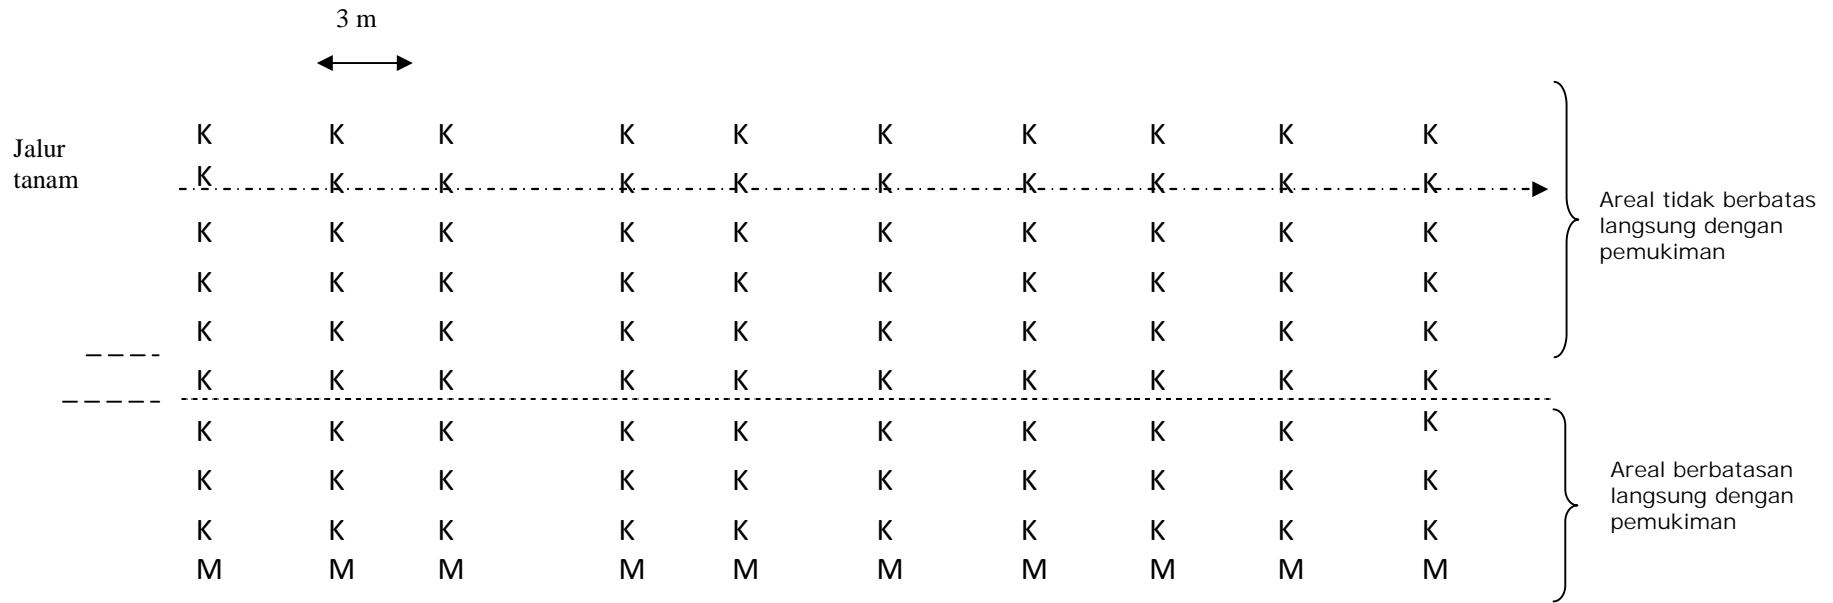 3 m
K K K K K K K K K K
Jalur
tanam
K K K K K K K K K K
Areal tidak berbatas
langsung dengan
pemukiman
K K K K K K K K K K
K K K K K K K K K K
K K K K K K K K K K
K K K K K K K K K K
K K K K K K K K K K
Areal berbatasan
langsung dengan
pemukiman
K K K K K K K K K K
K K K K K K K K K K
M M M M M M M M M M